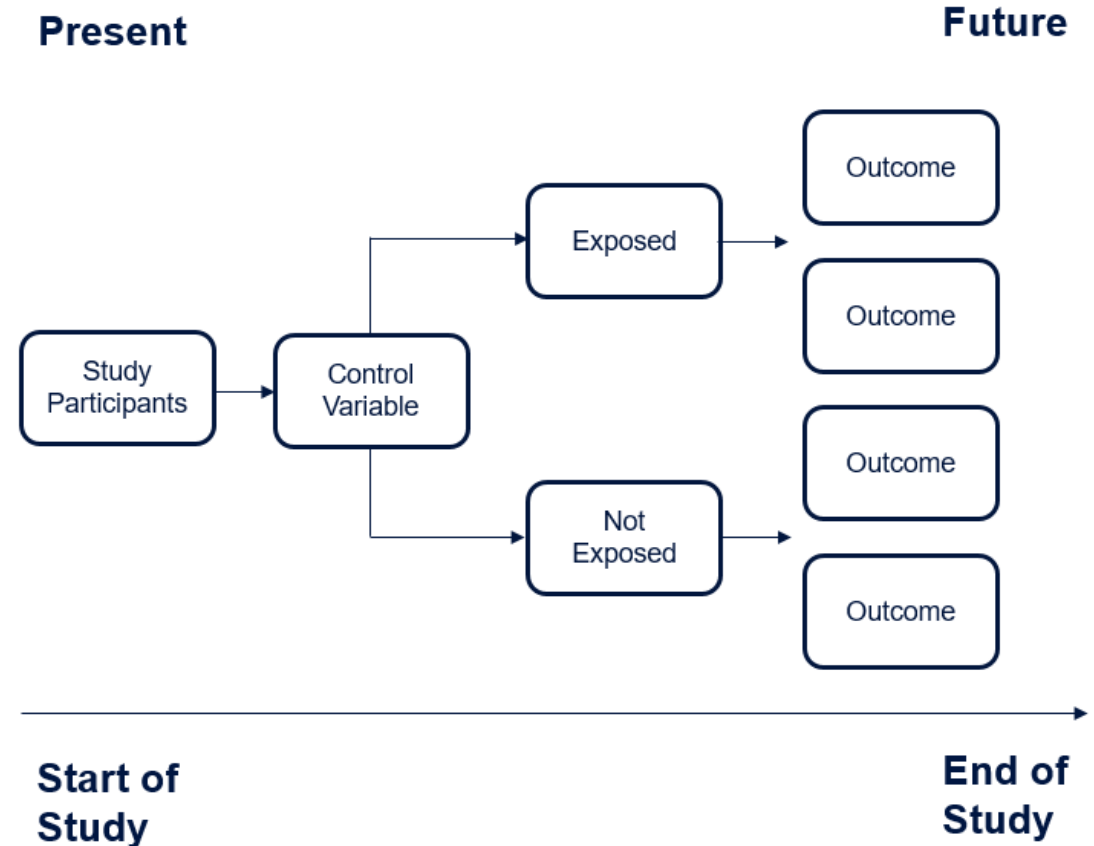 Present
Future
Outcome
Exposed
Outcome
Study
Participants
Control
Variable
Outcome
Not
Exposed
Outcome
Start of
Study
End of
Study